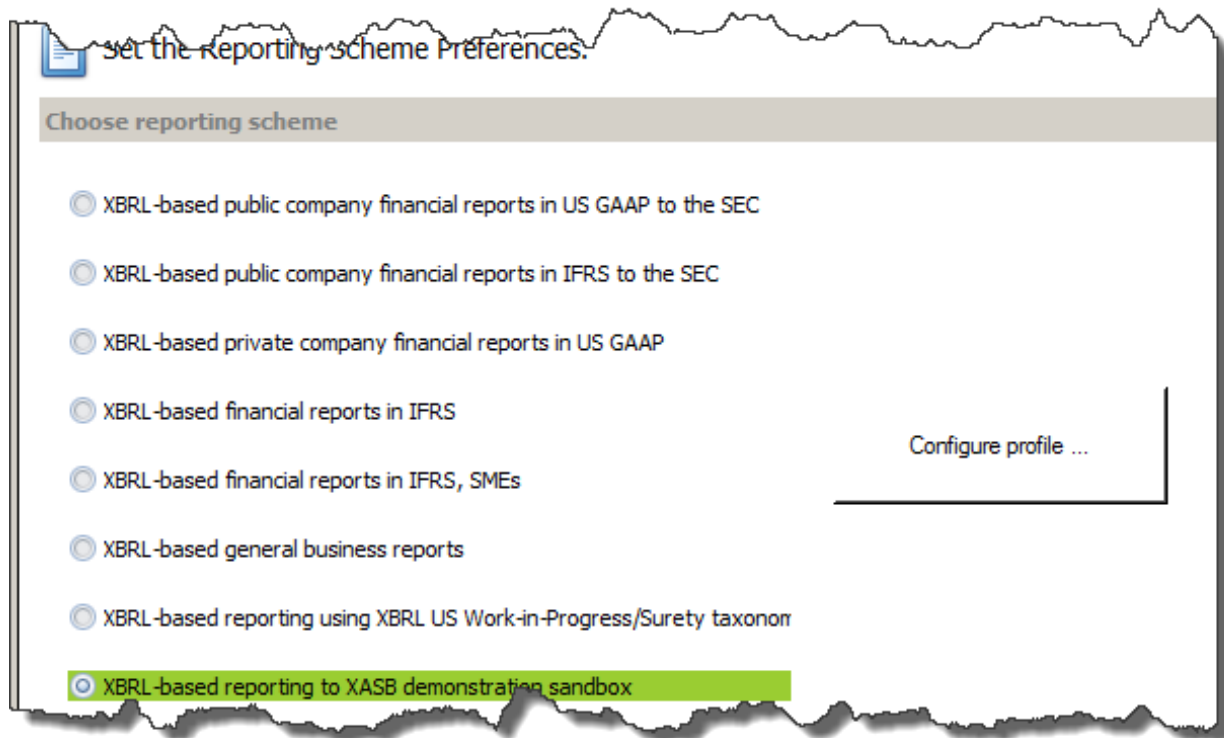 Set the Reporting Scheme Preferences.
Choose reporting scheme
XBRL-based public company financial reports in US GAAP to the SEC
XBRL-based public company financial reports in IFRS to the SEC
XBRL-based private company financial reports in US GAAP
XBRL-based financial reports in IFRS
Configure profile ...
XBRL-based financial reports in IFRS, SMEs
XBRL-based general business reports
XBRL-based reporting using XBRL US Work-in-Progress/Surety taxonom
XBRL-based reporting to XASB demonstration sandbox